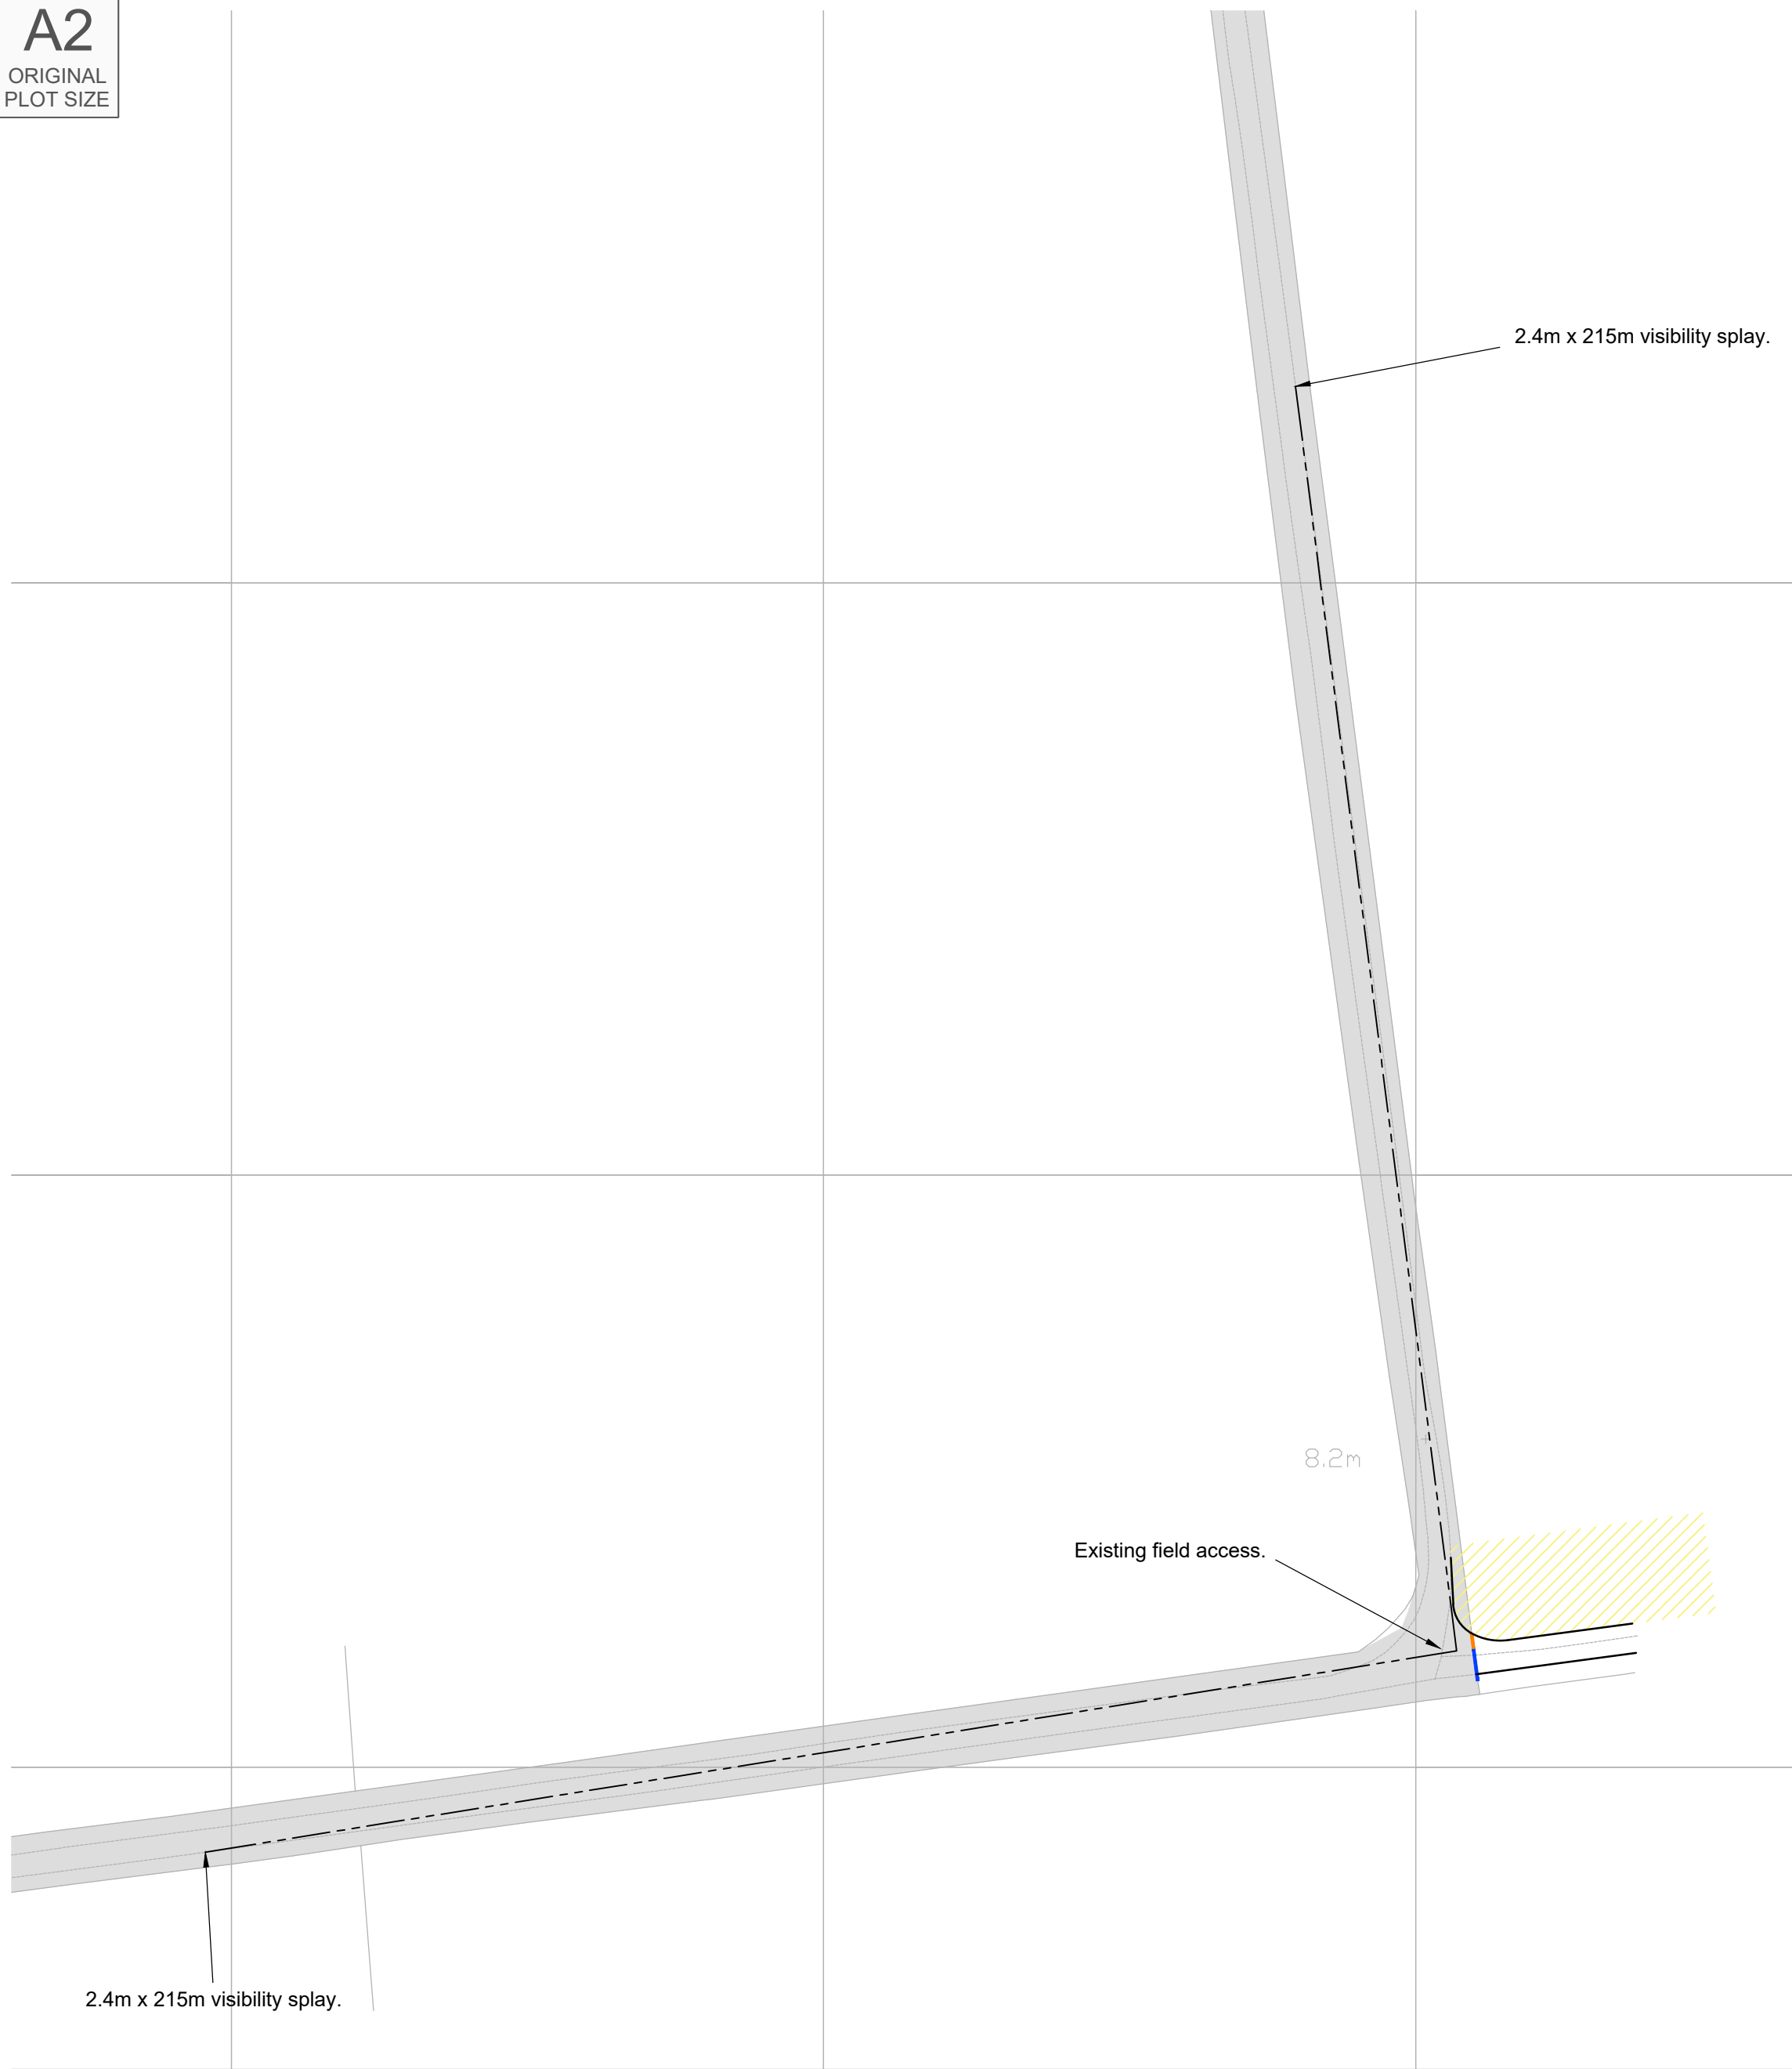 A2
ORIGINAL
PLOT SIZE
2.4m x 215m visibility splay.
8.2m
Existing field access.
2.4m x 215m visibility splay.